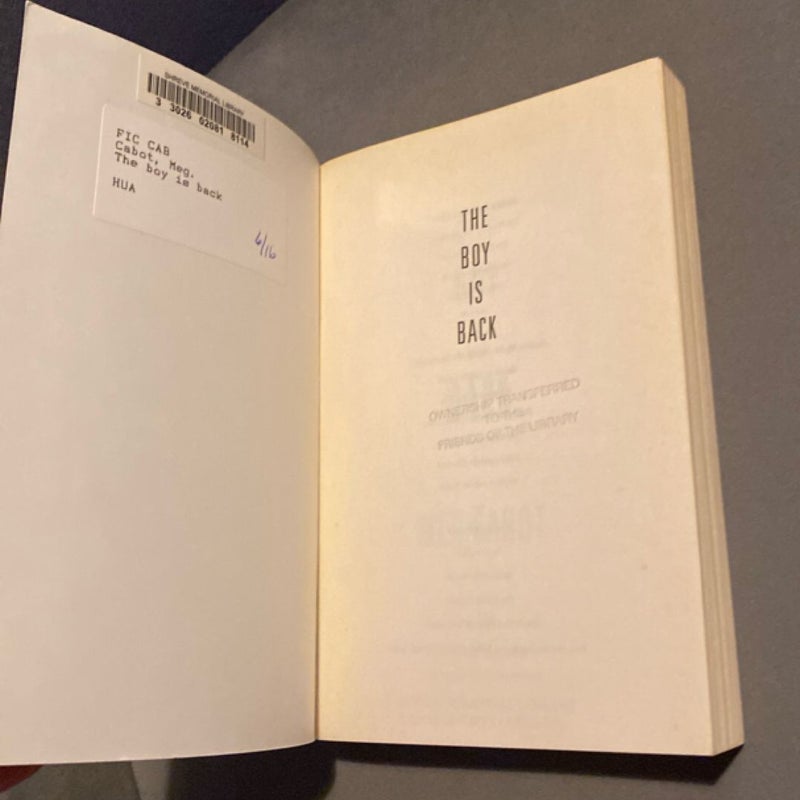 SHREVE MEMORIAL LIBRARY
3 3026 02081 8114
FIC CAB
Cabot, Meg.
The boy is back
HUA
6/16
THE
BOY
IS
BACK
OWNERSHIP TRANSFERRED
TO THE
FRIENDS OF THE LIBRARY